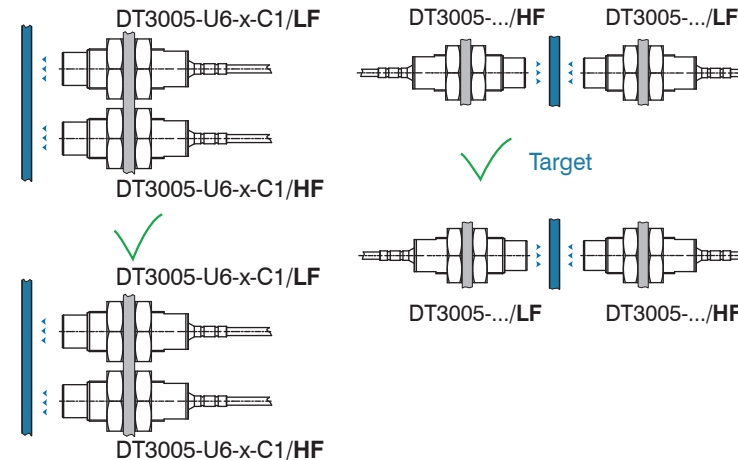 DT3005-U6-x-C1/LF
DT3005-U6-x-C1/HF
DT3005-U6-x-C1/LF
DT3005-U6-x-C1/HF
DT3005-.../HF
DT3005-.../LF
Target
DT3005-.../LF
DT3005-.../HF